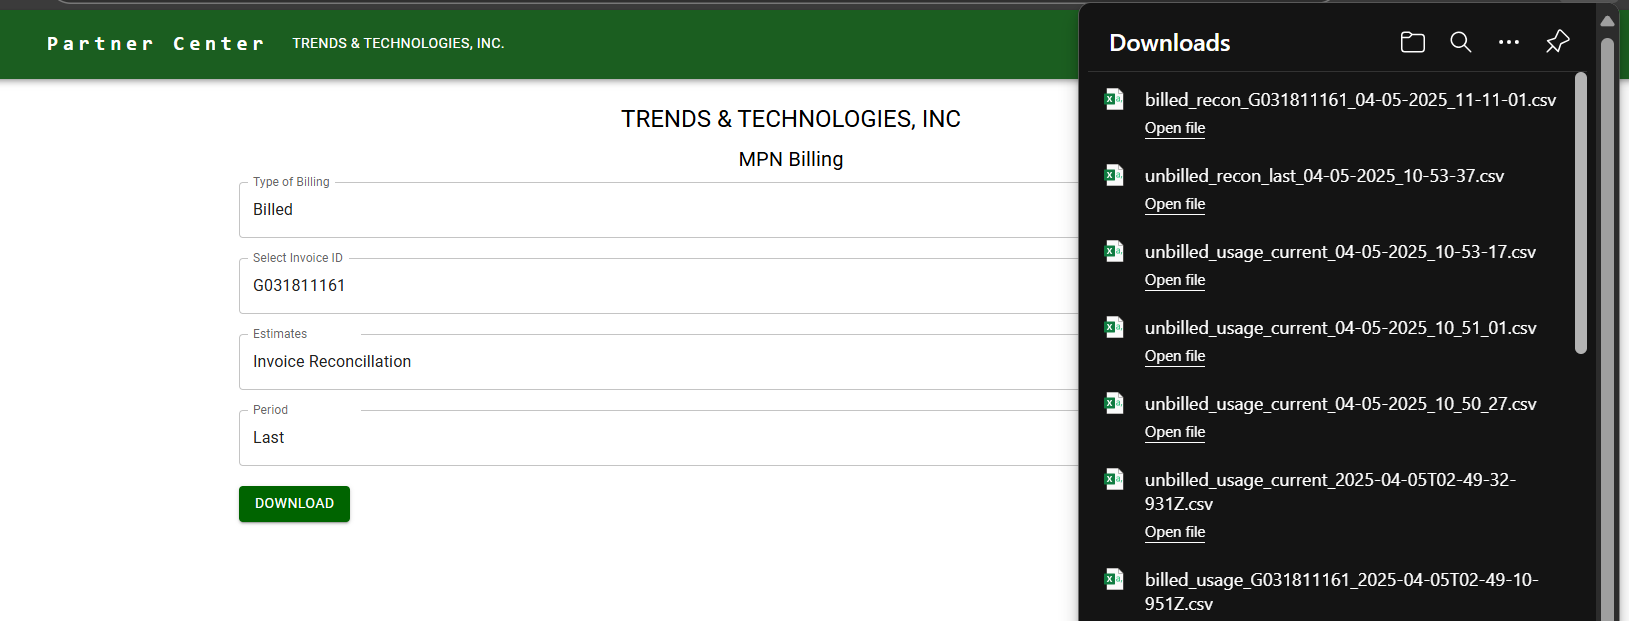 Partner Center
TRENDS & TECHNOLOGIES, INC.
TRENDS & TECHNOLOGIES, INC
MPN Billing
Type of Billing
Billed
Select Invoice ID
G031811161
Estimates
Invoice Reconcillation
Period
Last
DOWNLOAD
Downloads
billed_recon_G031811161_04-05-2025_11-11-01.csv
Open file
unbilled_recon_last_04-05-2025_10-53-37.csv
Open file
unbilled_usage_current_04-05-2025_10-53-17.csv
Open file
unbilled_usage_current_04-05-2025_10_51_01.csv
Open file
unbilled_usage_current_04-05-2025_10_50_27.csv
Open file
unbilled_usage_current_2025-04-05T02-49-32-
931Z.csv
Open file
billed_usage_G031811161_2025-04-05T02-49-10-
951Z.csv